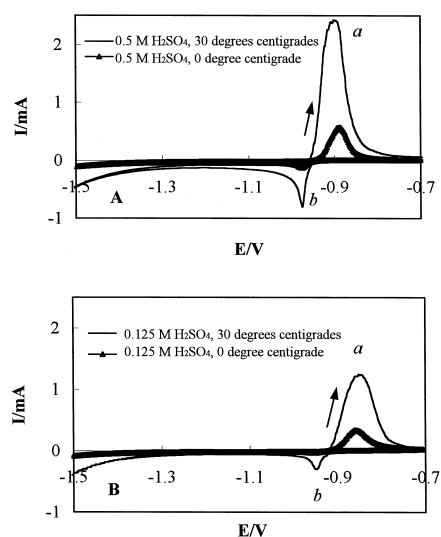 2
0.5 M H2SO4, 30 degrees centigrades
a
0.5 M H2SO4, 0 degree centigrade
1
I/mA
0
-1.5 -1.3 -1.1 -0.9 -0.7
A
b
-1
E/V
2
0.125 M H2SO4, 30 degrees centigrades
a
0.125 M H2SO4, 0 degree centigrade
1
I/mA
0
-1.5 -1.3 -1.1 -0.9 -0.7
B
b
-1
E/V